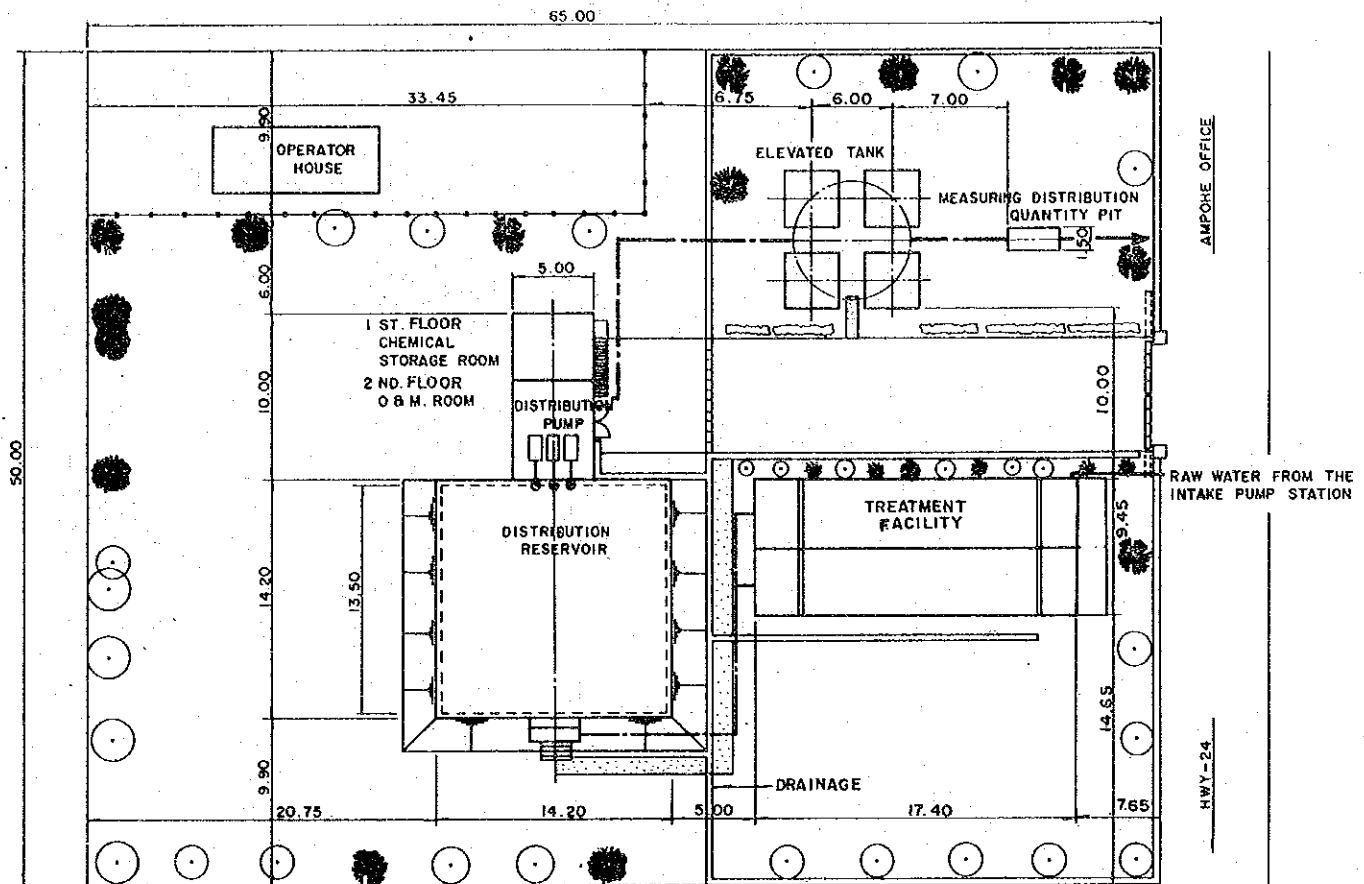 65.00
33.45
6.75
6.00
7.00
9.90
OPERATOR
HOUSE
ELEVATED TANK
MEASURING DISTRIBUTION
QUANTITY PIT
1.50
AMPOHE OFFICE
6.00
5.00
1 ST. FLOOR
CHEMICAL
STORAGE ROOM
2 ND. FLOOR
O & M. ROOM
DISTRIBUTION
PUMP
10.00
10.00
50.00
RAW WATER FROM THE
INTAKE PUMP STATION
TREATMENT
FACILITY
9.45
DISTRIBUTION
RESERVOIR
14.20
13.50
14.65
HWY-24
9.90
DRAINAGE
20.75
14.20
5.00
17.40
7.65